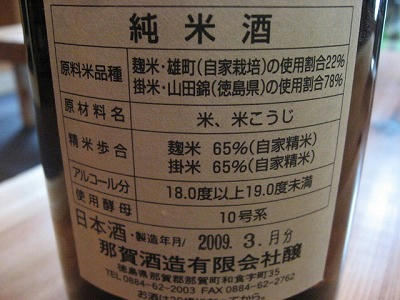 純米酒
原料米品種
麹米・雄町(自家栽培)の使用割合22%
掛米・山田錦(徳島県)の使用割合78%
原材料名
米、米こうじ
精米歩合
麹米 65%(自家精米)
掛米 65%(自家精米)
アルコール分
18.0度以上19.0度未満
使用酵母
10号系
日本酒・製造年月/ 2009. 3. 月分
那賀酒造有限会社醸
徳島県那賀郡那賀町和食字町35
TEL 0884-62-2003 FAX 0884-62-2762